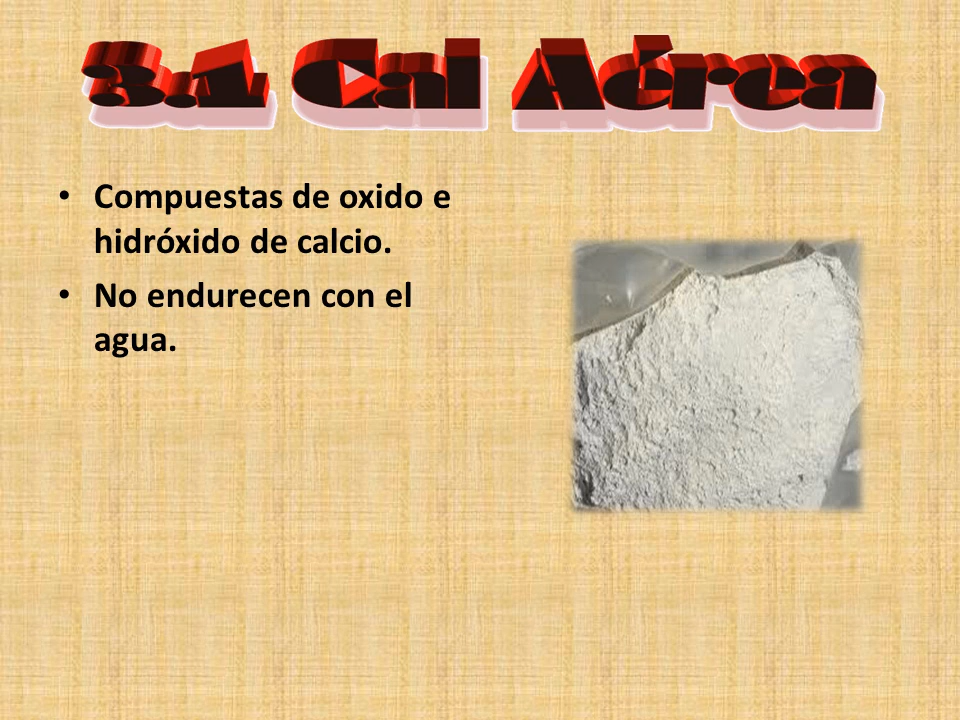 3.1 Cal Aérea
• Compuestas de oxido e
hidróxido de calcio.
• No endurecen con el
agua.